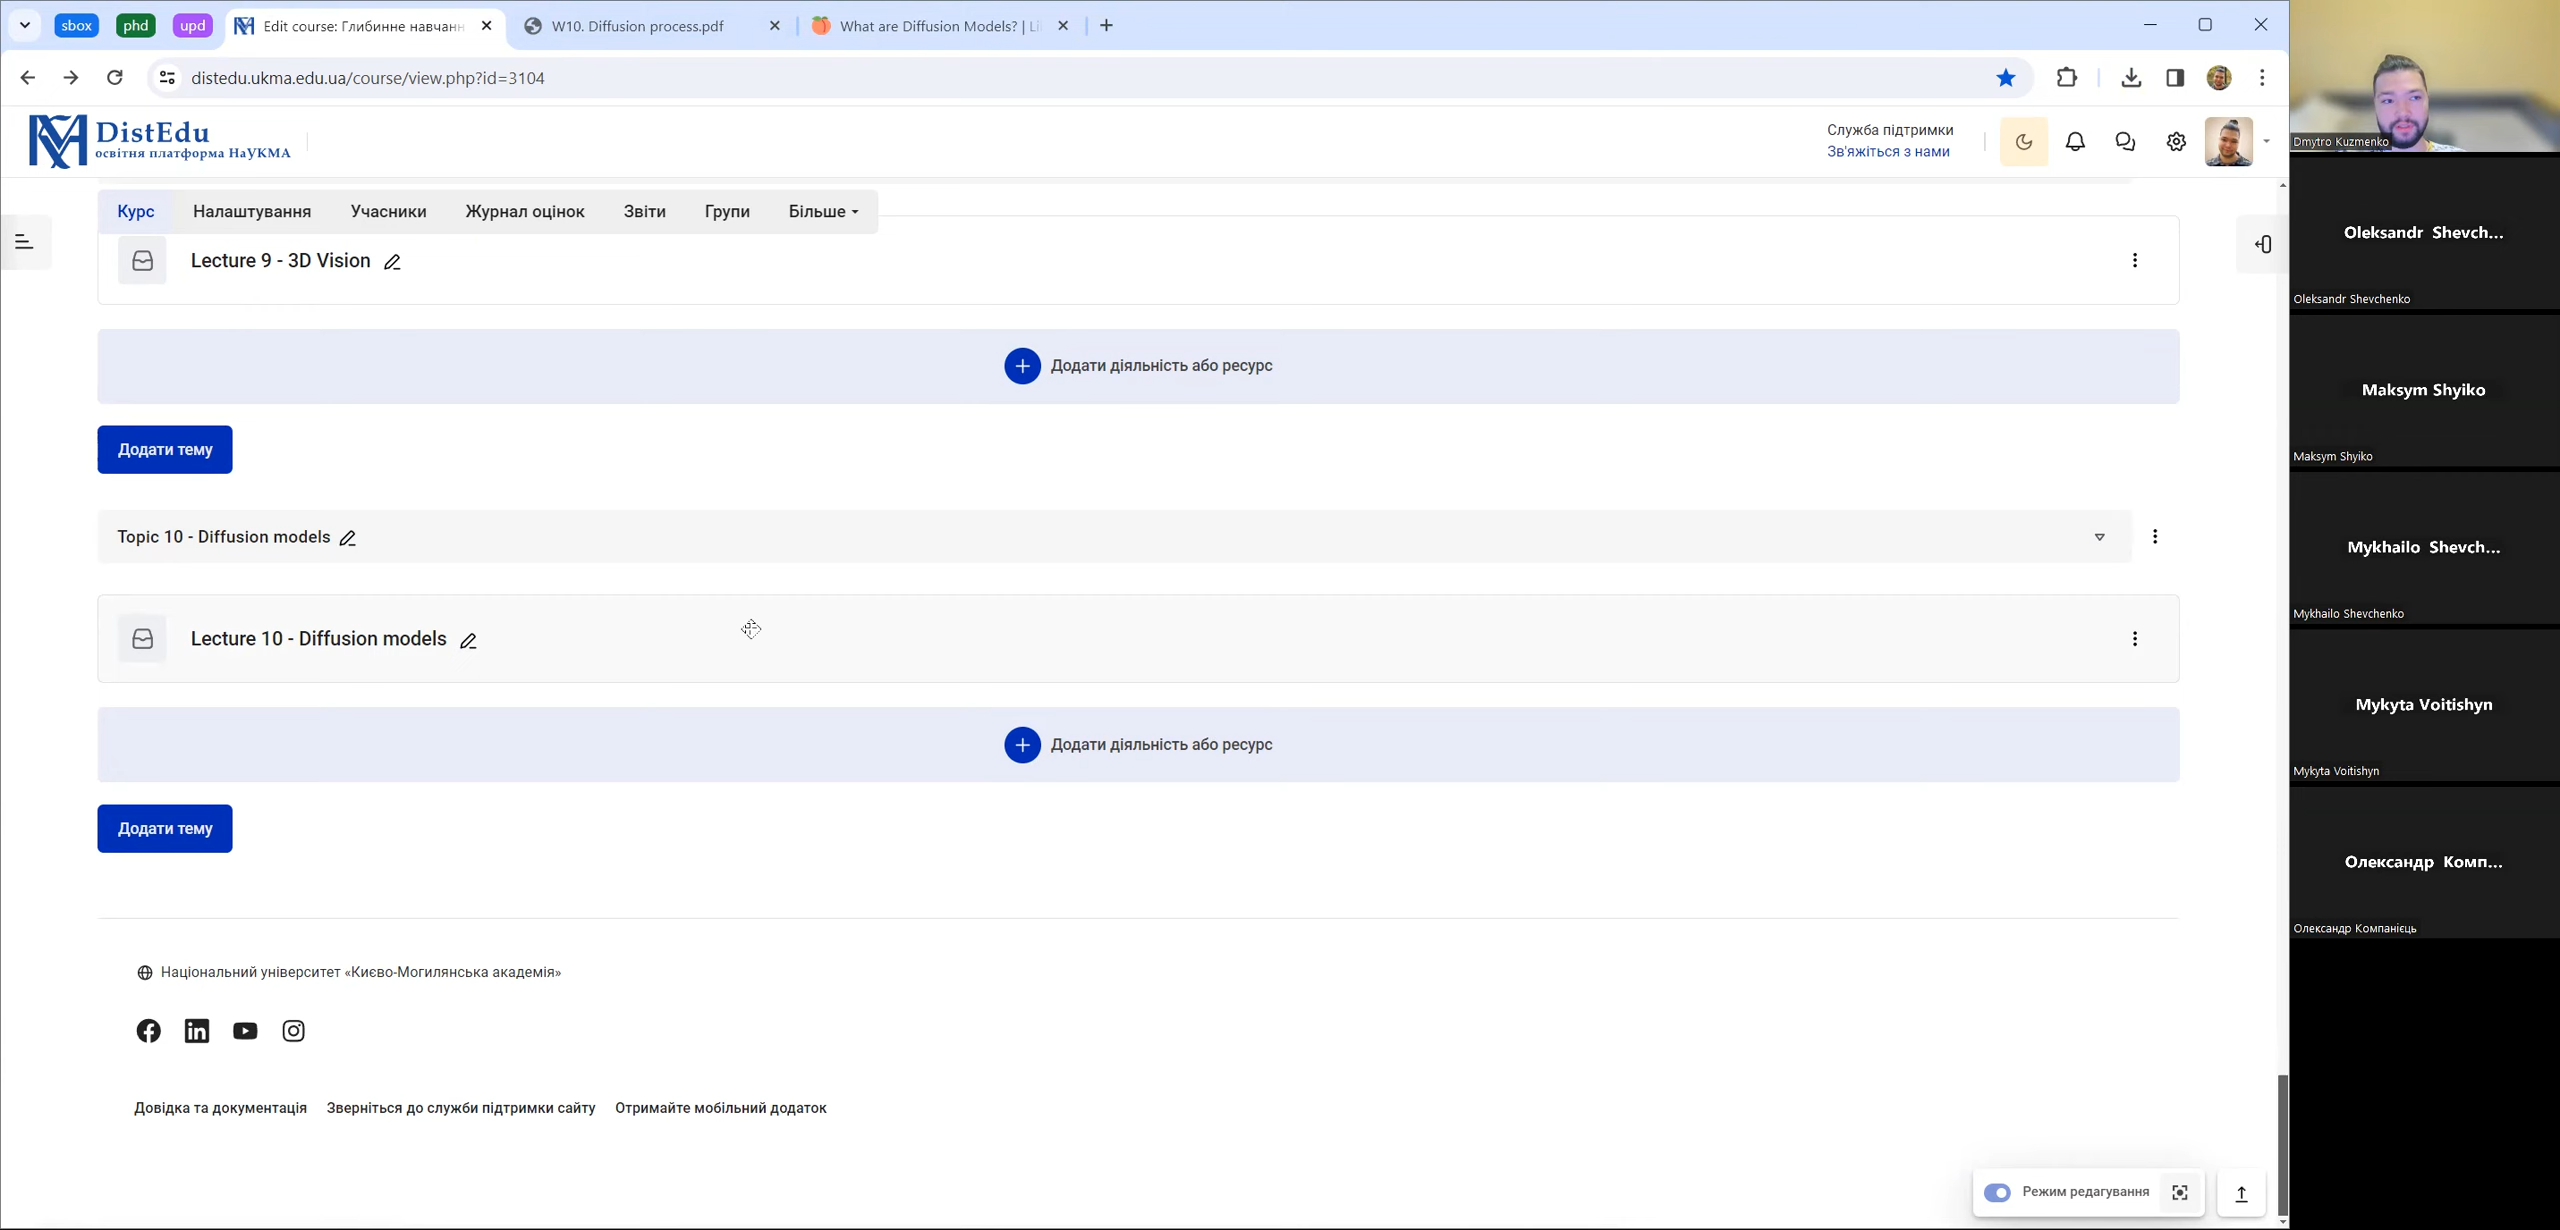 sbox
phd
upd
Edit course: Глибинне навчанн
W10. Diffusion process.pdf
What are Diffusion Models? | Li
distedu.ukma.edu.ua/course/view.php?id=3104
DistEdu
освітня платформа НаУКМА
Служба підтримки
Зв'яжіться з нами
Курс
Налаштування
Учасники
Журнал оцінок
Звіти
Групи
Більше
Lecture 9 - 3D Vision
Додати діяльність або ресурс
Додати тему
Topic 10 - Diffusion models
Lecture 10 - Diffusion models
Додати діяльність або ресурс
Додати тему
Національний університет «Києво-Могилянська академія»
Довідка та документація
Зверніться до служби підтримки сайту
Отримайте мобільний додаток
Режим редагування
Dmytro Kuzmenko
Oleksandr Shevch...
Oleksandr Shevchenko
Maksym Shyiko
Maksym Shyiko
Mykhailo Shevch...
Mykhailo Shevchenko
Mykyta Voitishyn
Mykyta Voitishyn
Олександр Комп...
Олександр Компанієць